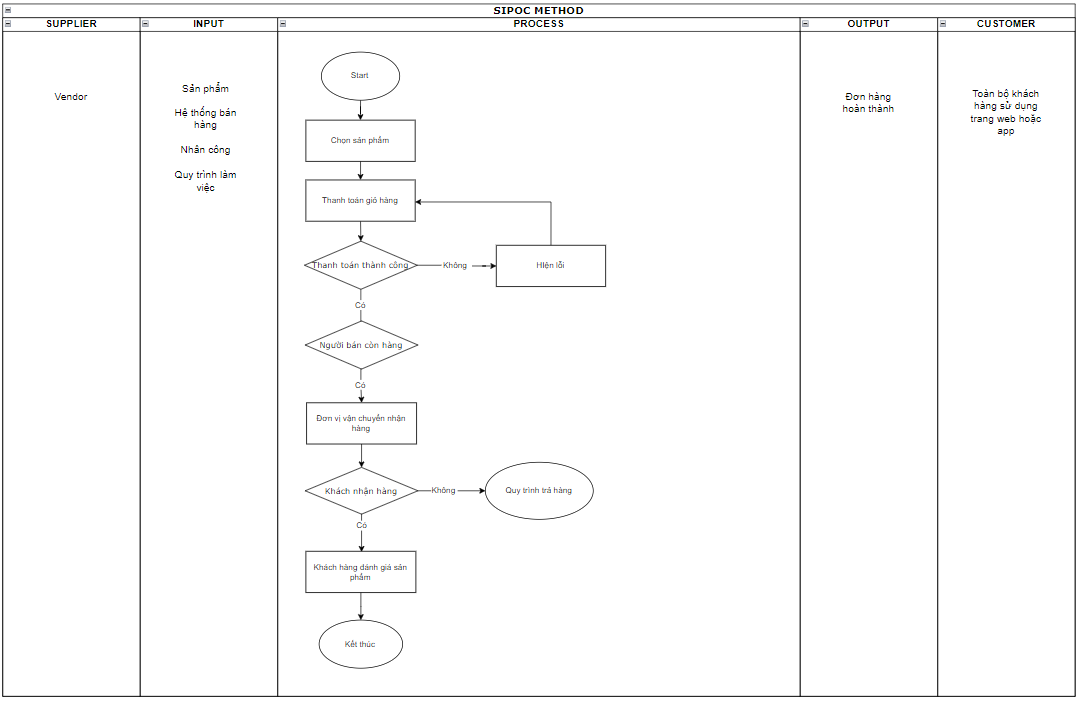 SIPOC METHOD
SUPPLIER
INPUT
PROCESS
OUTPUT
CUSTOMER
Vendor
Sản phẩm
Hệ thống bán
hàng
Nhân công
Quy trình làm
việc
Start
Chọn sản phẩm
Thanh toán giỏ hàng
Thanh toán thành công
Không
Hiện lỗi
Có
Người bán còn hàng
Có
Đơn vị vận chuyển nhận
hàng
Khách nhận hàng
Không
Quy trình trả hàng
Có
Khách hàng đánh giá sản
phẩm
Kết thúc
Đơn hàng
hoàn thành
Toàn bộ khách
hàng sử dụng
trang web hoặc
app